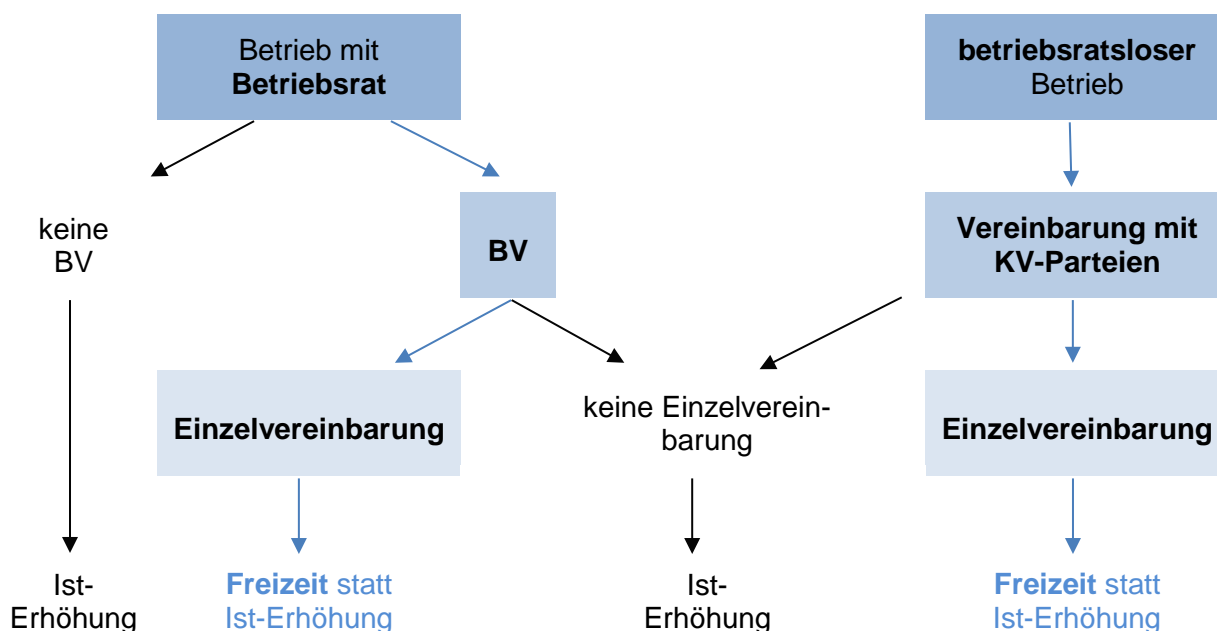 Betrieb mit
Betriebsrat
betriebsratsloser
Betrieb
keine
BV
BV
Vereinbarung mit
KV-Parteien
Einzelvereinbarung
keine Einzelverein-
barung
Einzelvereinbarung
Ist-
Erhöhung
Freizeit statt
Ist-Erhöhung
Ist-
Erhöhung
Freizeit statt
Ist-Erhöhung